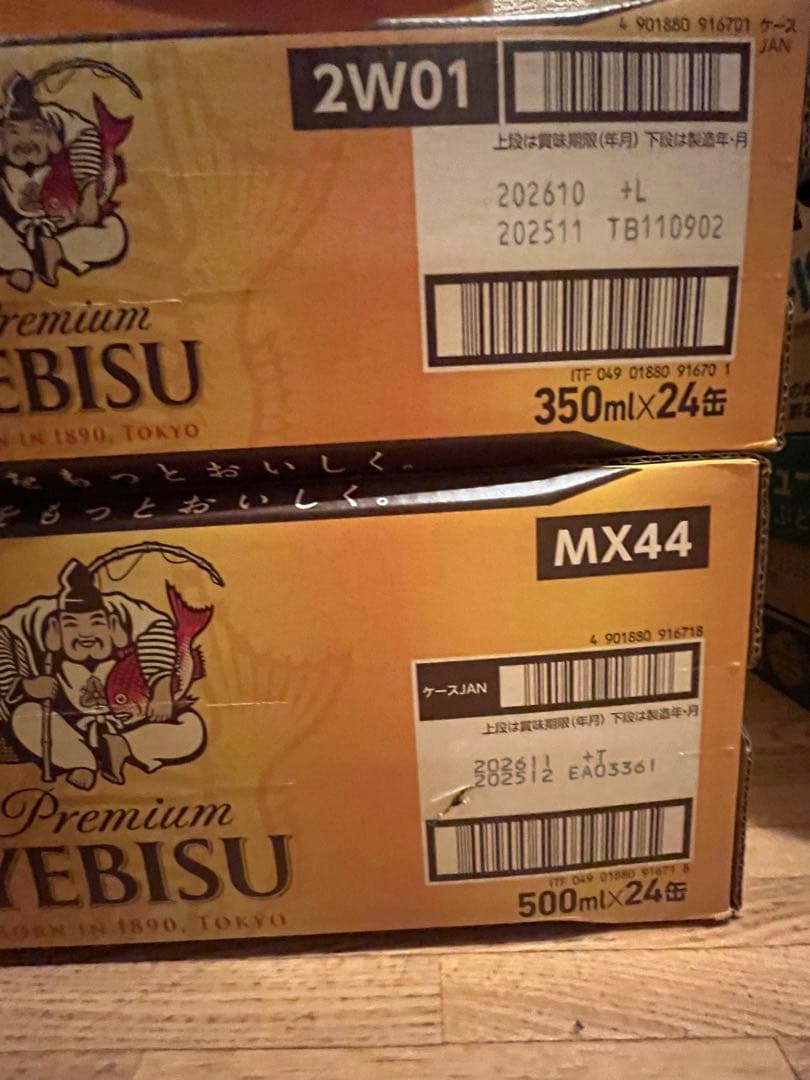 4 901880 916701 ケース
JAN
2W01
上段は賞味期限(年月) 下段は製造年・月
202610 +L
202511 TB110902
Premium
EBISU
N IN 1890, TOKYO
ITF 049 01880 91670 1
350ml×24缶
をもっとおいしく。
をもっとおいしく。
MX44
4 901880 916718
ケースJAN
上段は賞味期限(年月) 下段は製造年・月
202611 +T
202512 EA03361
Premium
YEBISU
BORN IN 1890, TOKYO
ITF 049 01880 91671 8
500ml×24缶